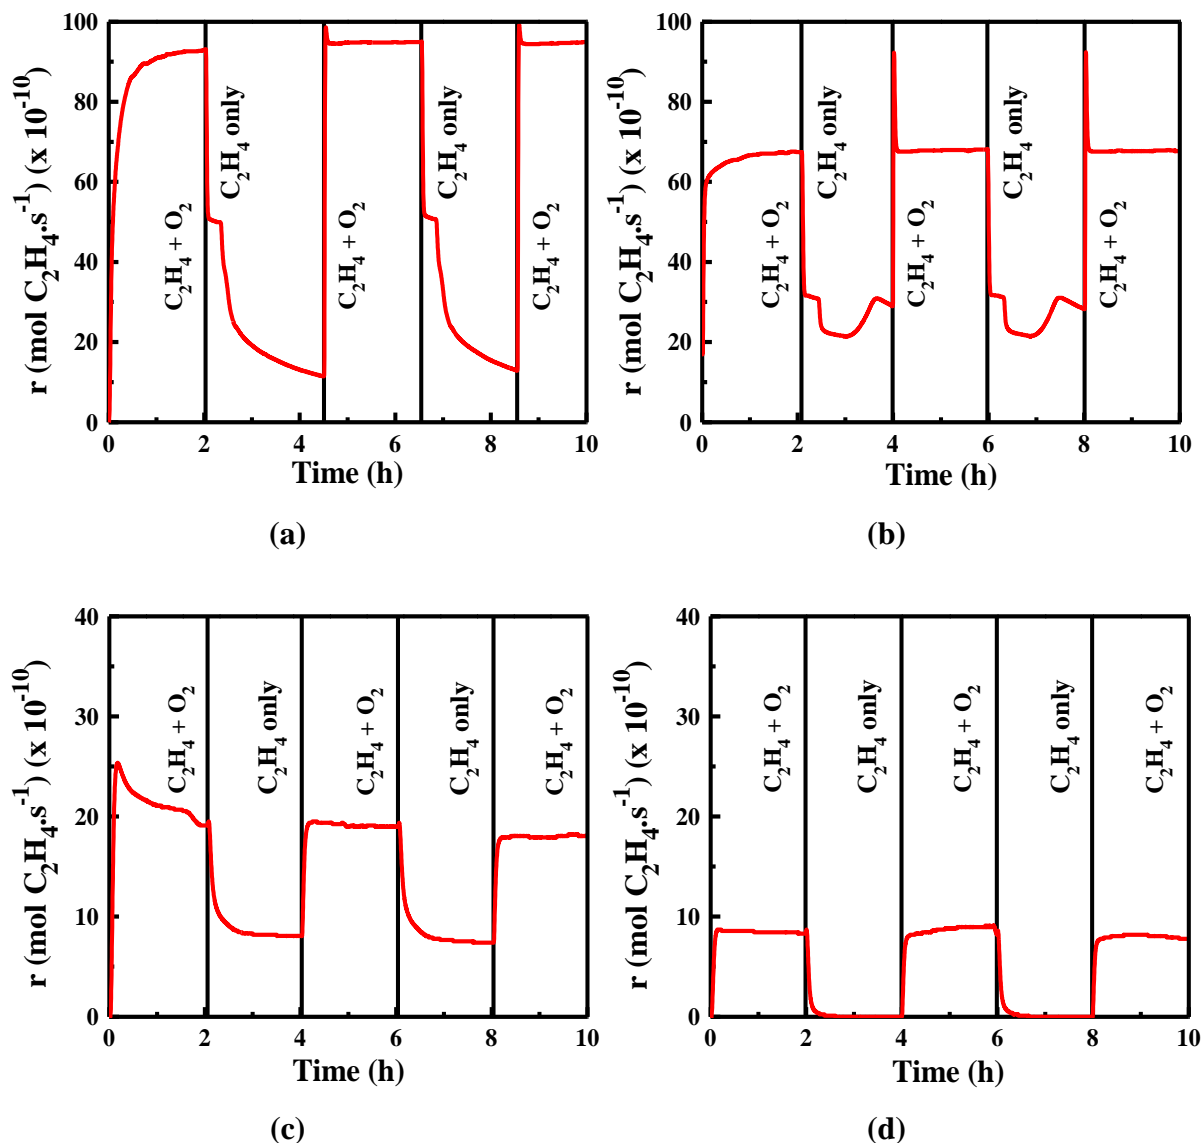 100
80
60
40
20
0
0 2 4 6 8 10
r (mol C₂H₄.s⁻¹) (x 10⁻¹⁰)
C₂H₄ + O₂
C₂H₄ only
C₂H₄ + O₂
C₂H₄ only
C₂H₄ + O₂
Time (h)
(a)
100
80
60
40
20
0
0 2 4 6 8 10
r (mol C₂H₄.s⁻¹) (x 10⁻¹⁰)
C₂H₄ + O₂
C₂H₄ only
C₂H₄ + O₂
C₂H₄ only
C₂H₄ + O₂
Time (h)
(b)
40
30
20
10
0
0 2 4 6 8 10
r (mol C₂H₄.s⁻¹) (x 10⁻¹⁰)
C₂H₄ + O₂
C₂H₄ only
C₂H₄ + O₂
C₂H₄ only
C₂H₄ + O₂
Time (h)
(c)
40
30
20
10
0
0 2 4 6 8 10
r (mol C₂H₄.s⁻¹) (x 10⁻¹⁰)
C₂H₄ + O₂
C₂H₄ only
C₂H₄ + O₂
C₂H₄ only
C₂H₄ + O₂
Time (h)
(d)